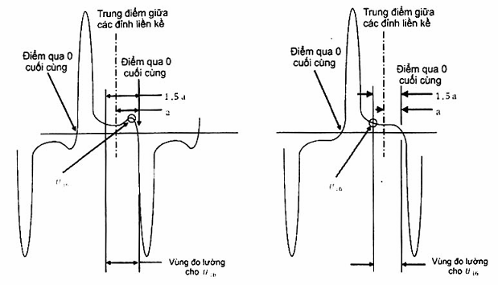 Trung điểm giữa
các đỉnh liền kề
Điểm qua 0
cuối cùng
Điểm qua 0
cuối cùng
1,5 a
a
Vùng đo lường
cho
Trung điểm giữa
các đỉnh liền kề
Điểm qua 0
cuối cùng
Điểm qua 0
cuối cùng
1,5 a
a
Vùng đo lường
cho